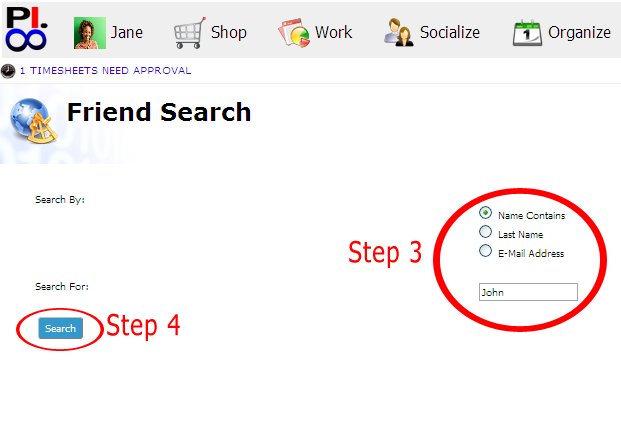 PI.
Jane
Shop
Work
Socialize
1
Organize
1 TIMESHEETS NEED APPROVAL
Friend Search
Search By:
Name Contains
Last Name
E-Mail Address
Step 3
Search For:
John
Search
Step 4